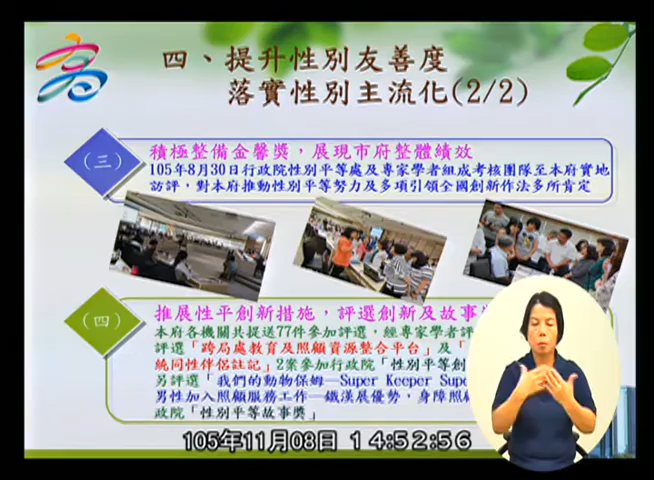 四、提升性別友善度
落實性別主流化(2/2)
（三）
積極整備金馨獎，展現市府整體績效
105年8月30日行政院性別平等處及專家學者組成考核團隊至本府實地
訪評，對本府推動性別平等努力及多項引領全國創新作法多所肯定
（四）
推展性平創新措施，評選創新及故事
本府各機關共提送77件參加評選，經專家學者評
評選「跨局處教育及照顧資源整合平台」及「
統同性伴侶註記」2案參加行政院「性別平等創
另評選「我們的動物保姆—Super Keeper Supe
男性加入照顧服務工作—鐵漢展優勢，身障照
政院「性別平等故事獎」
105年11月08日 14:52:56